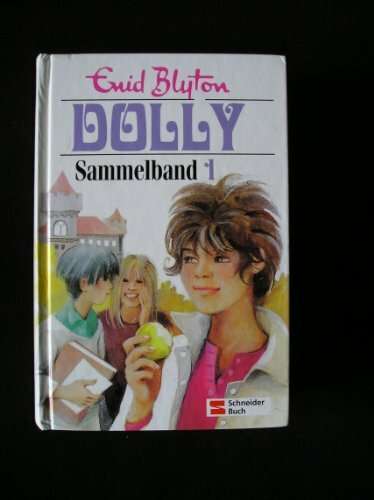 Enid Blyton
DOLLY
Sammelband 1
Schneider
Buch